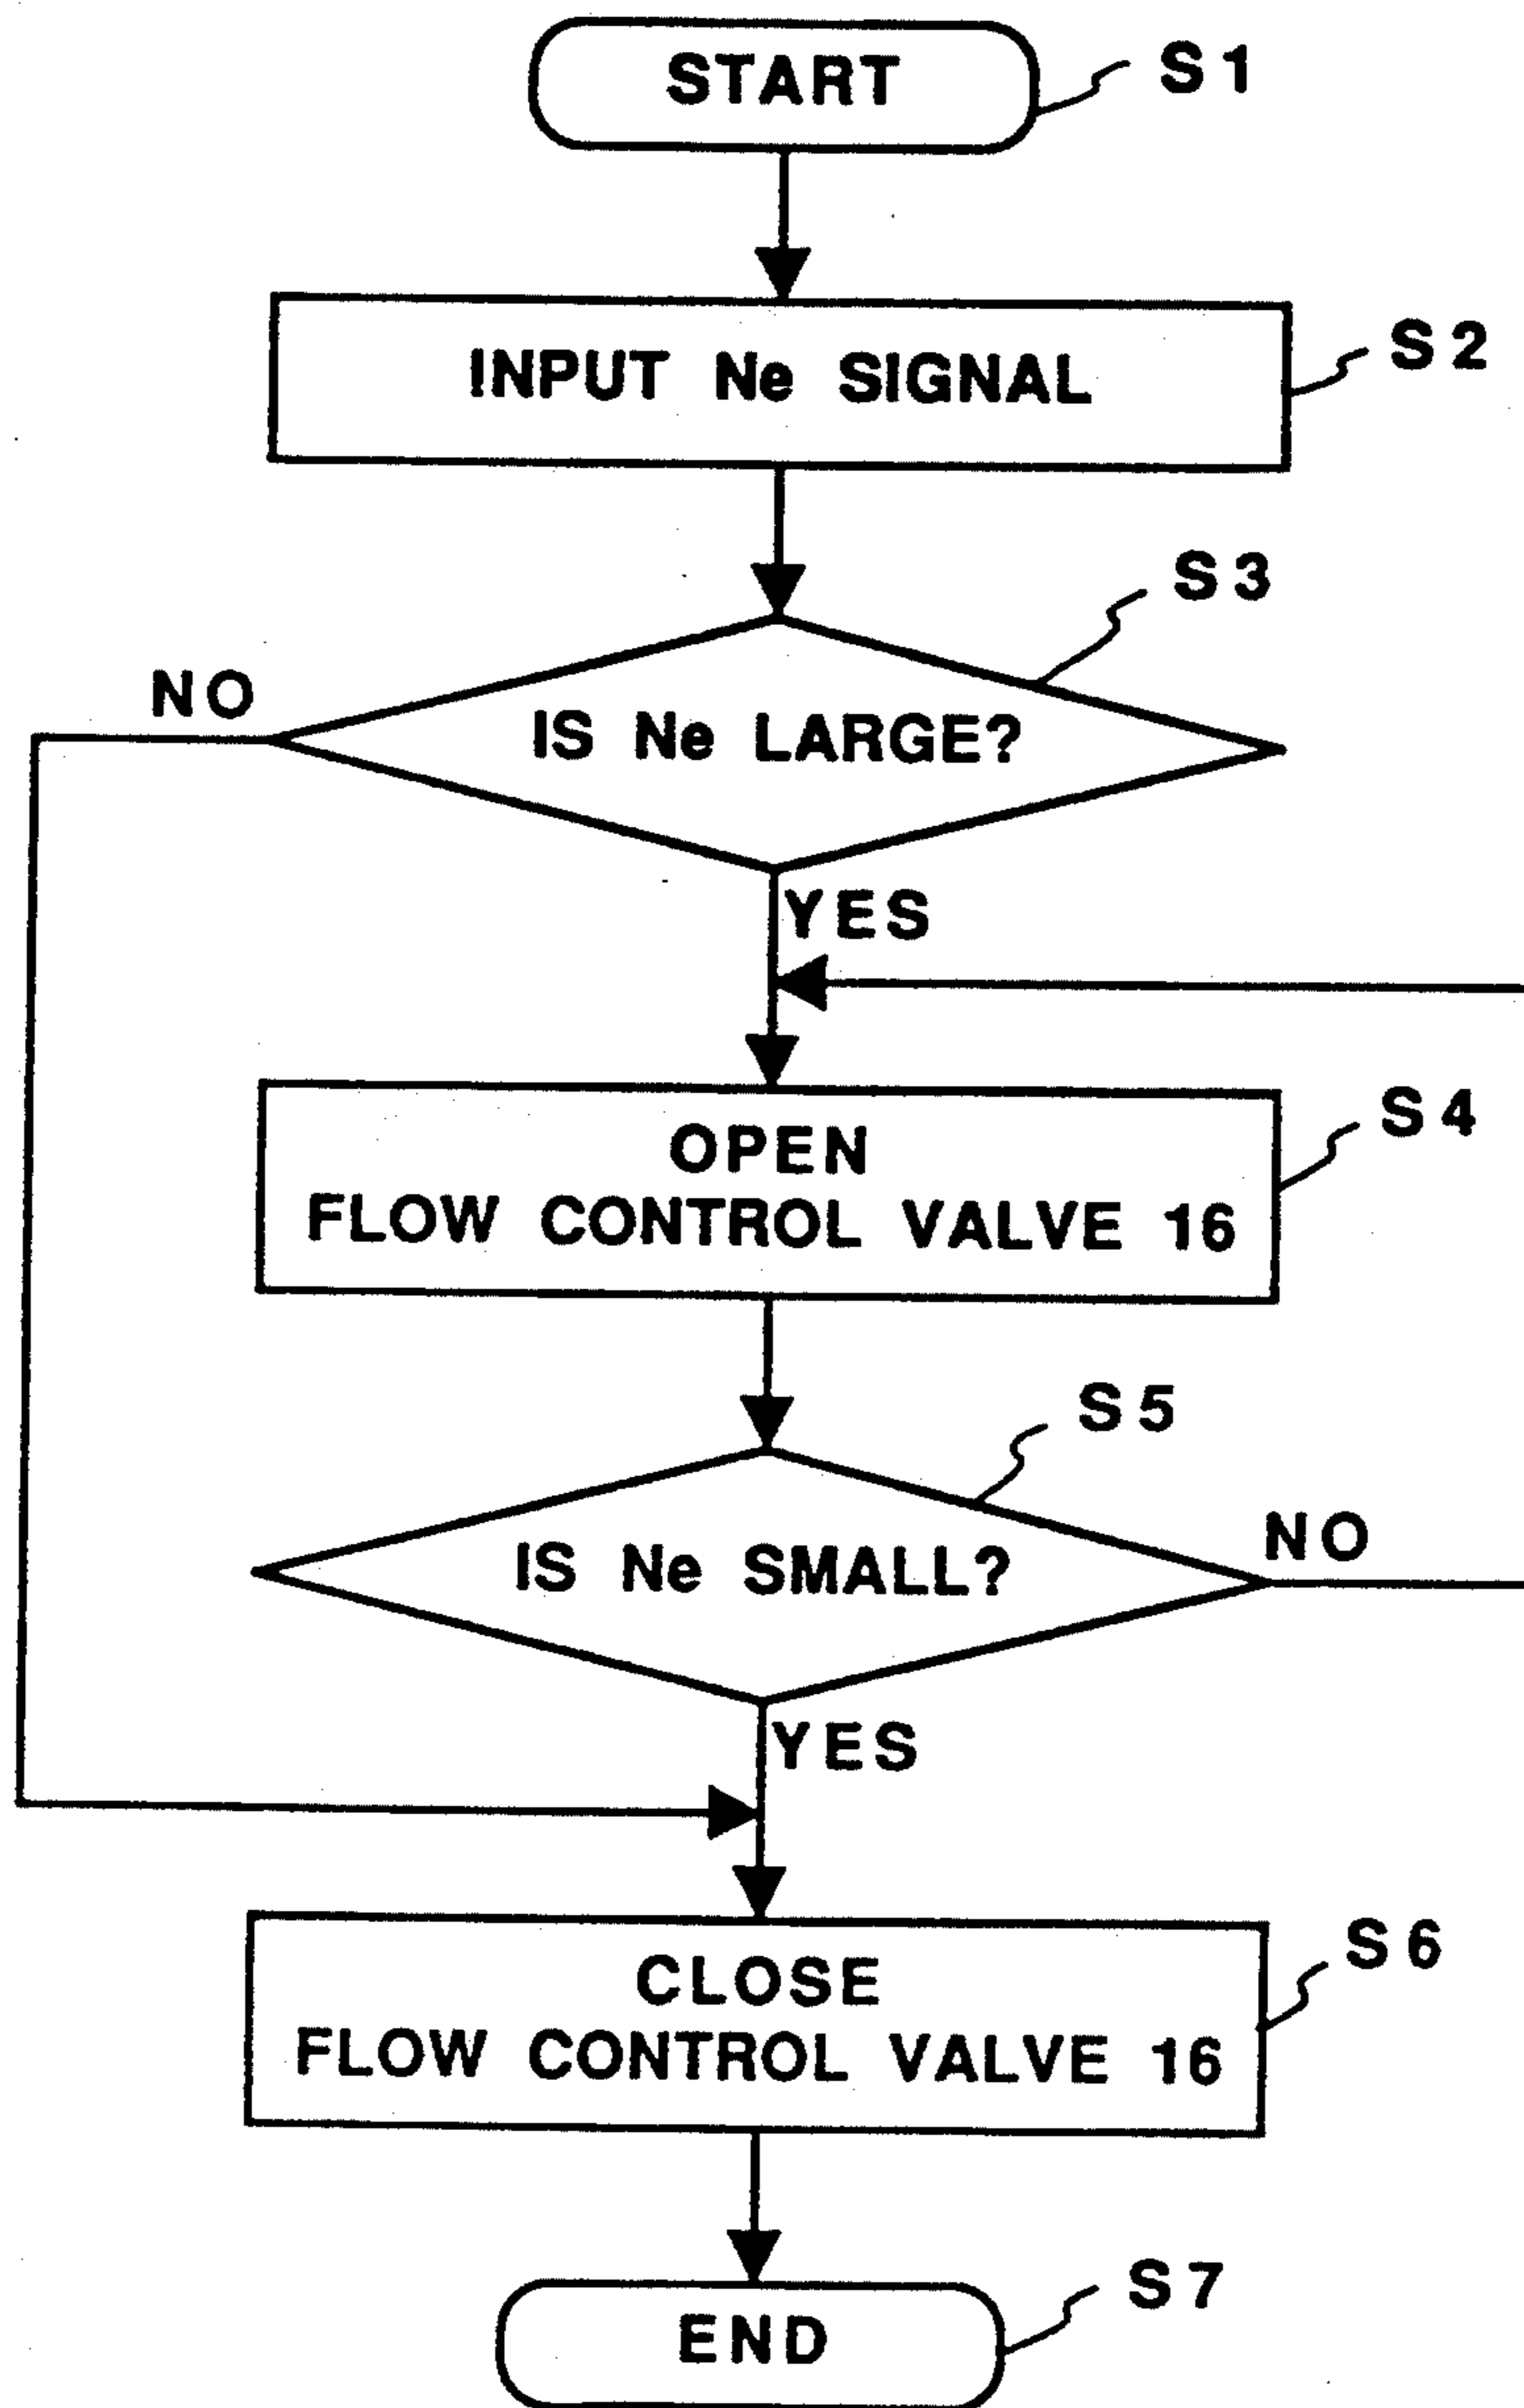 START
S1
INPUT Ne SIGNAL
S2
S3
NO
IS Ne LARGE?
YES
S4
OPEN
FLOW CONTROL VALVE 16
S5
NO
IS Ne SMALL?
YES
S6
CLOSE
FLOW CONTROL VALVE 16
S7
END